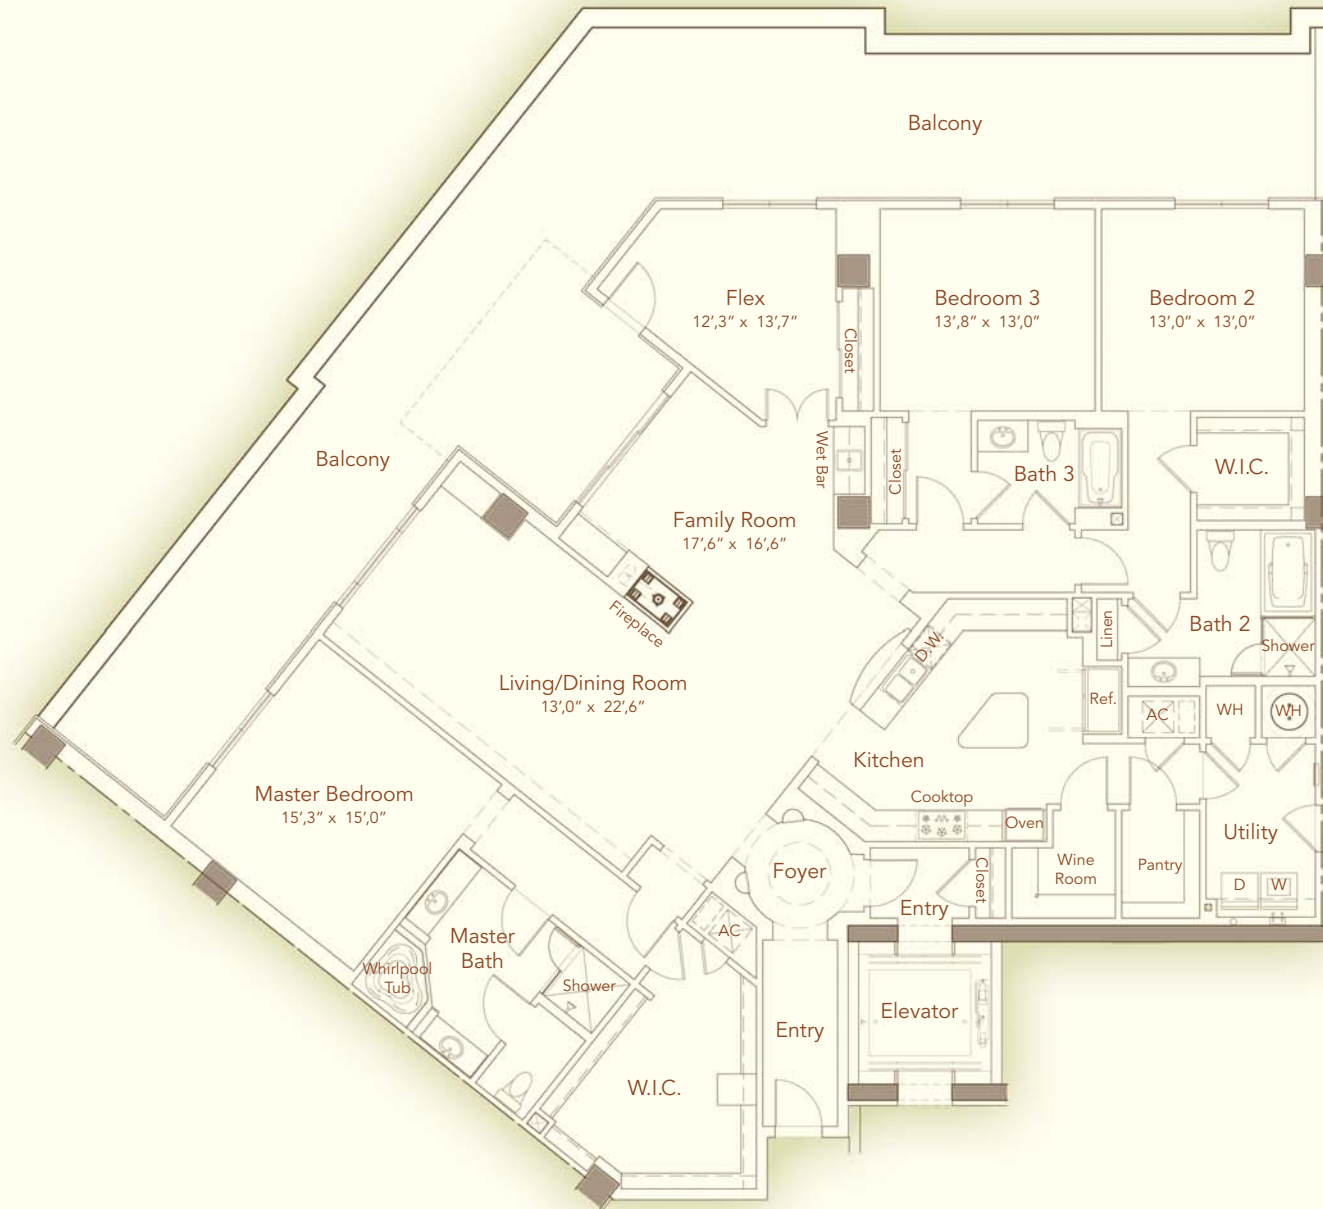 Balcony
Flex
12',3" x 13',7"
Closet
Bedroom 3
13',8" x 13',0"
Bedroom 2
13',0" x 13',0"
Balcony
Wet Bar
Closet
Bath 3
W.I.C.
Family Room
17',6" x 16',6"
Fireplace
D.W.
Linen
Bath 2
Shower
Living/Dining Room
13',0" x 22',6"
Ref.
AC
WH
WH
Kitchen
Master Bedroom
15',3" x 15',0"
Cooktop
Oven
Utility
Foyer
Closet
Wine
Room
Pantry
D
W
Entry
AC
Master
Bath
Whirlpool
Tub
Shower
Elevator
Entry
W.I.C.